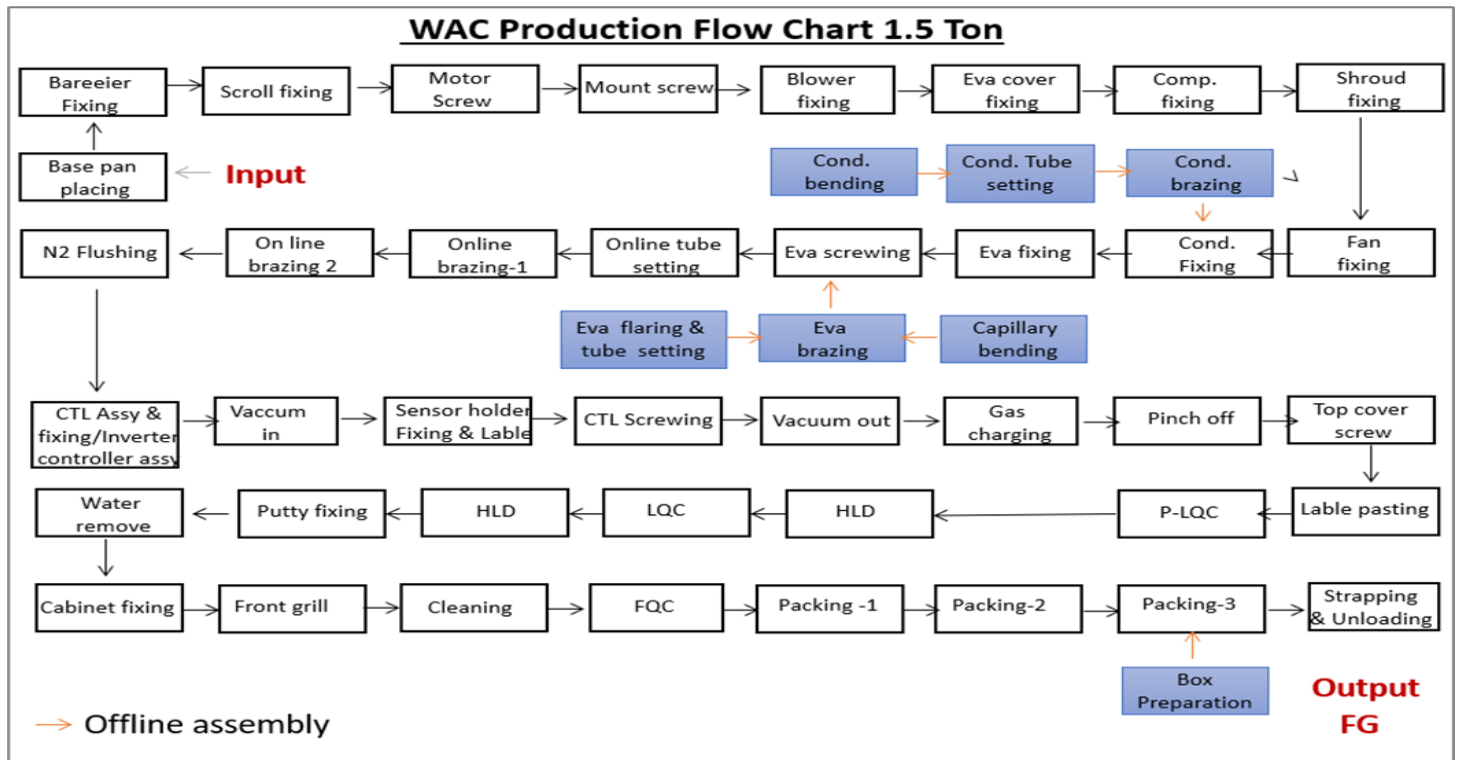 WAC Production Flow Chart 1.5 Ton
Bareeier
Fixing
Scroll fixing
Motor
Screw
Mount screw
Blower
fixing
Eva cover
fixing
Comp.
fixing
Shroud
fixing
Base pan
placing
Input
Cond.
bending
Cond. Tube
setting
Cond.
brazing
N2 Flushing
On line
brazing 2
Online
brazing-1
Online tube
setting
Eva screwing
Eva fixing
Cond.
Fixing
Fan
fixing
Eva flaring &
tube setting
Eva
brazing
Capillary
bending
CTL Assy &
fixing/Inverter
controller assy
Vaccum
in
Sensor holder
Fixing & Lable
CTL Screwing
Vacuum out
Gas
charging
Pinch off
Top cover
screw
Water
remove
Putty fixing
HLD
LQC
HLD
P-LQC
Lable pasting
Cabinet fixing
Front grill
Cleaning
FQC
Packing -1
Packing-2
Packing-3
Strapping
& Unloading
Box
Preparation
Output
FG
Offline assembly